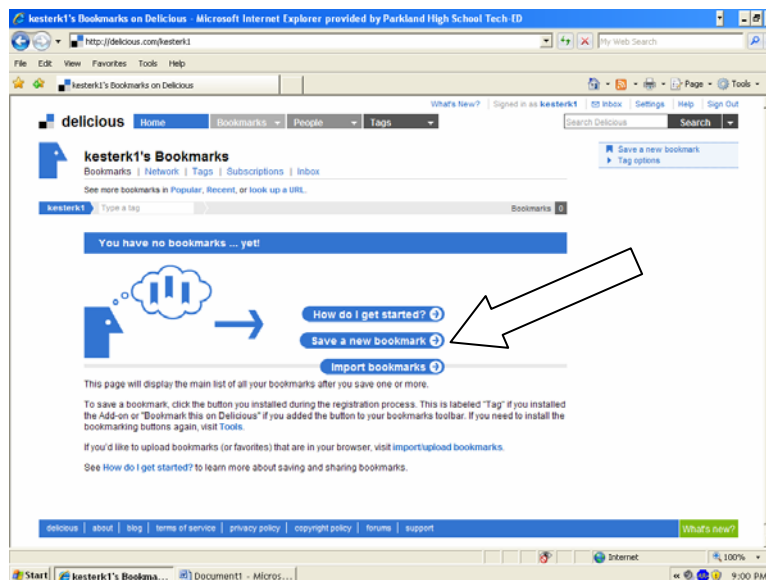 kesterk1's Bookmarks on Delicious - Microsoft Internet Explorer provided by Parkland High School Tech-ED
http://delicious.com/kesterk1
My Web Search
File Edit View Favorites Tools Help
kesterk1's Bookmarks on Delicious
Page Tools
What's New? Signed in as kesterk1 Inbox Settings Help Sign Out
delicious Home Bookmarks People Tags Search Delicious Search
kesterk1's Bookmarks
Bookmarks | Network | Tags | Subscriptions | Inbox
See more bookmarks in Popular, Recent, or look up a URL.
Save a new bookmark
Tag options
kesterk1 Type a tag Bookmarks 0
You have no bookmarks ... yet!
How do I get started?
Save a new bookmark
Import bookmarks
This page will display the main list of all your bookmarks after you save one or more.
To save a bookmark, click the button you installed during the registration process. This is labeled "Tag" if you installed
the Add-on or "Bookmark this on Delicious" if you added the button to your bookmarks toolbar. If you need to install the
bookmarking buttons again, visit Tools.
If you'd like to upload bookmarks (or favorites) that are in your browser, visit import/upload bookmarks.
See How do I get started? to learn more about saving and sharing bookmarks.
delicious | about | blog | terms of service | privacy policy | copyright policy | forums | support What's new?
Internet 100%
Start kesterk1's Bookma... Document1 - Micros... 9:00 PM